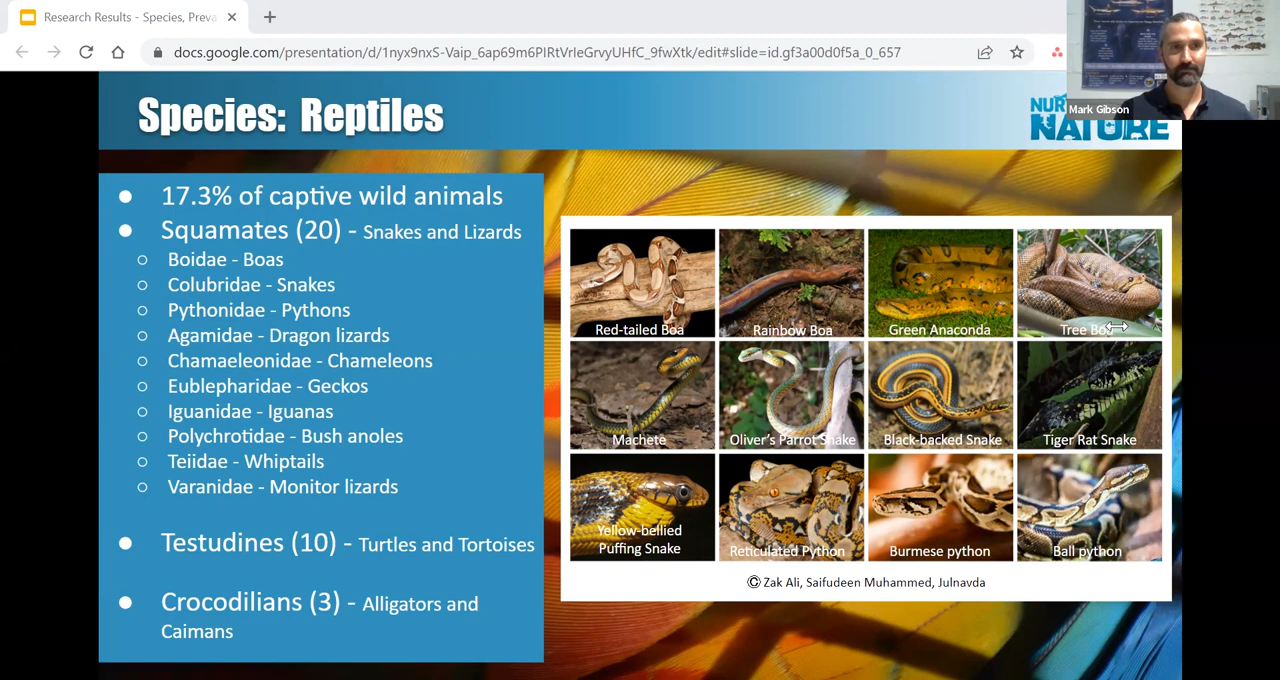 Research Results - Species, Preva
docs.google.com/presentation/d/1nyx9nxS-Vaip_6ap69m6PIRtVrIeGrvyUHfC_9fwXtk/edit#slide=id.gf3a00d0f5a_0_657
Mark Gibson
Species: Reptiles
NUR
NATURE
● 17.3% of captive wild animals
● Squamates (20) - Snakes and Lizards
○ Boidae - Boas
○ Colubridae - Snakes
○ Pythonidae - Pythons
○ Agamidae - Dragon lizards
○ Chamaeleonidae - Chameleons
○ Eublepharidae - Geckos
○ Iguanidae - Iguanas
○ Polychrotidae - Bush anoles
○ Teiidae - Whiptails
○ Varanidae - Monitor lizards
● Testudines (10) - Turtles and Tortoises
● Crocodilians (3) - Alligators and
Caimans
Red-tailed Boa
Rainbow Boa
Green Anaconda
Tree Boa
Machete
Oliver's Parrot Snake
Black-backed Snake
Tiger Rat Snake
Yellow-bellied
Puffing Snake
Reticulated Python
Burmese python
Ball python
© Zak Ali, Saifudeen Muhammed, Julnavda